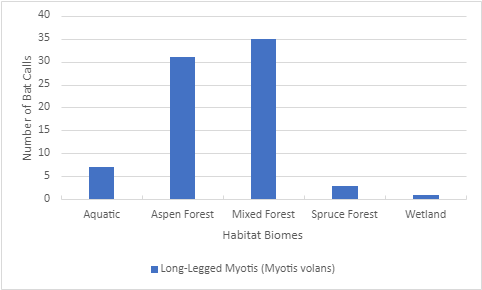 40
35
30
25
20
15
10
5
0
Number of Bat Calls
Aquatic Aspen Forest Mixed Forest Spruce Forest Wetland
Habitat Biomes
Long-Legged Myotis (Myotis volans)